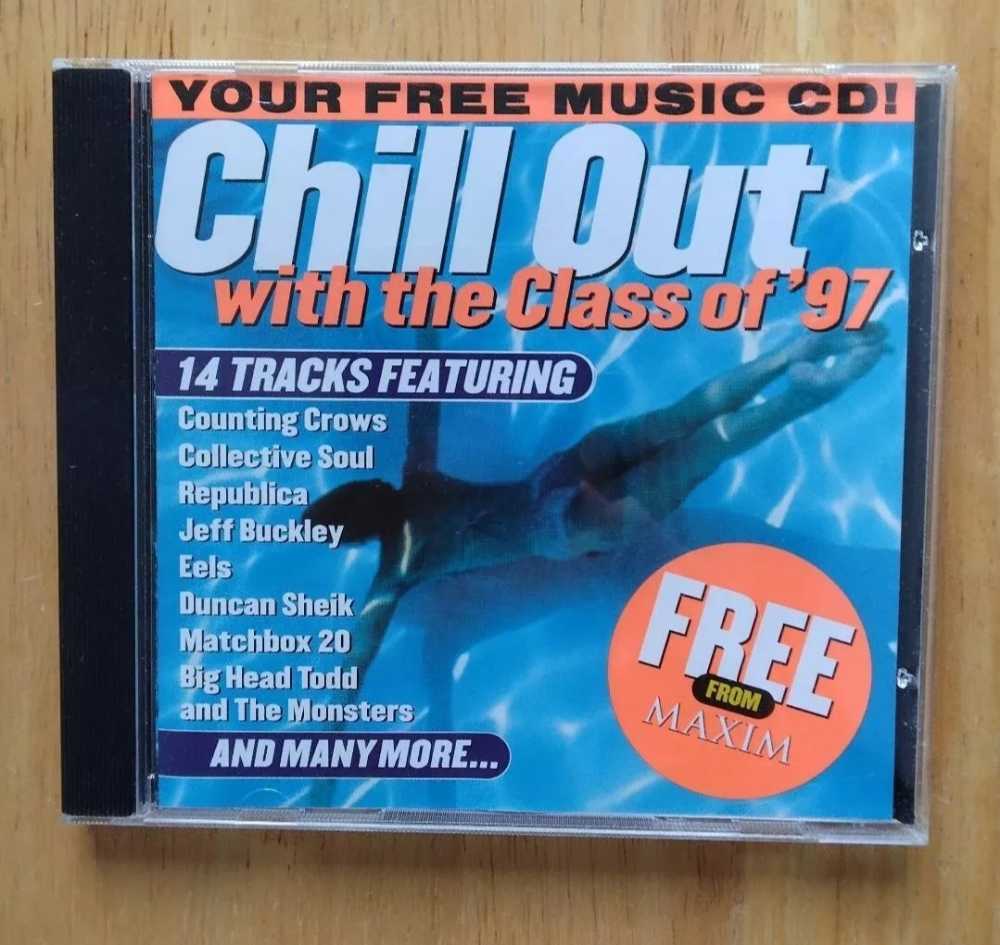 YOUR FREE MUSIC CD!
Chill Out
with the Class of '97
14 TRACKS FEATURING
Counting Crows
Collective Soul
Republica
Jeff Buckley
Eels
Duncan Sheik
Matchbox 20
Big Head Todd
and The Monsters
AND MANY MORE...
FREE
FROM
MAXIM